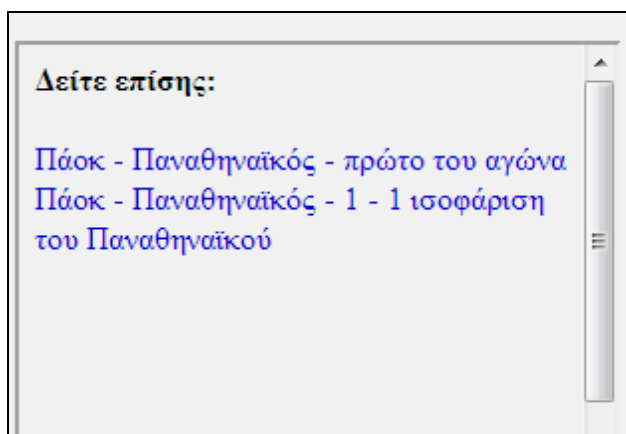 Δείτε επίσης:
Πάοκ - Παναθηναϊκός - πρώτο του αγώνα
Πάοκ - Παναθηναϊκός - 1 - 1 ισοφάριση
του Παναθηναϊκού